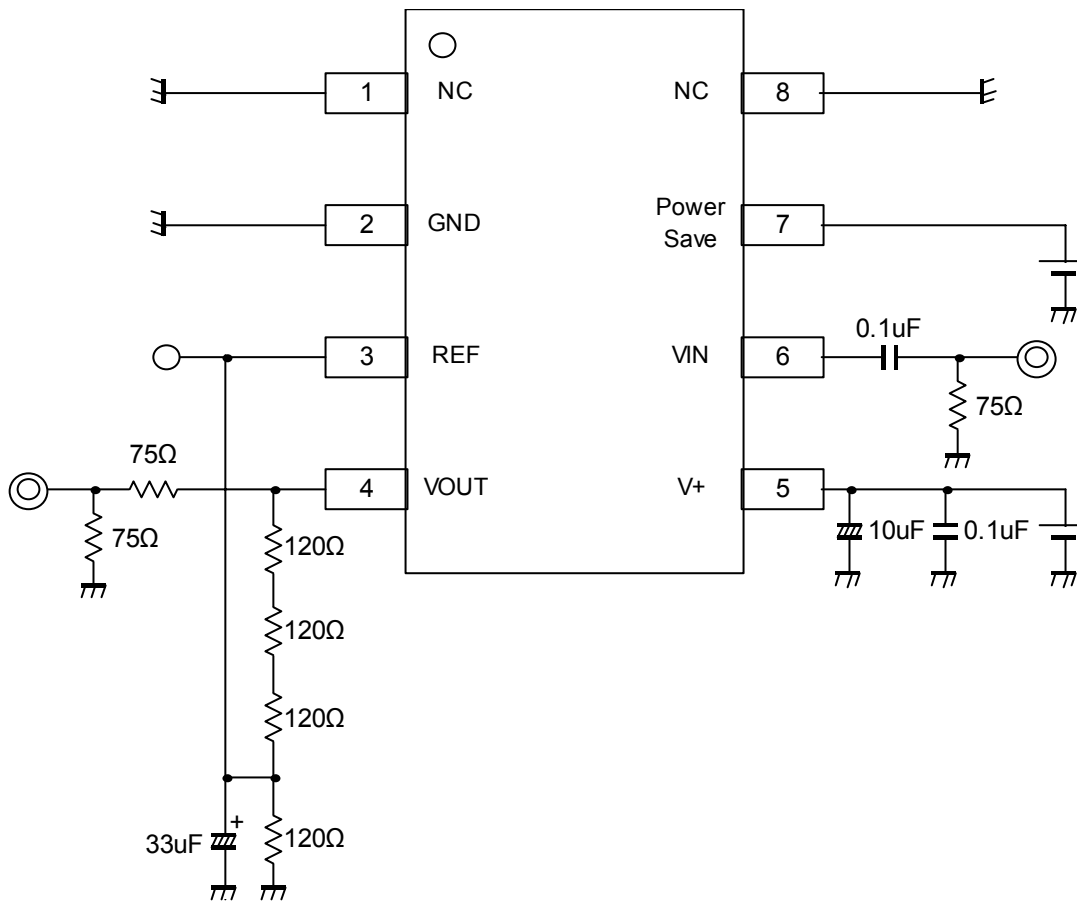 1 NC NC 8
2 GND Power Save 7
3 REF VIN 6
0.1uF
75Ω
4 VOUT V+ 5
75Ω
75Ω
10uF 0.1uF
120Ω
120Ω
120Ω
+
33uF 120Ω